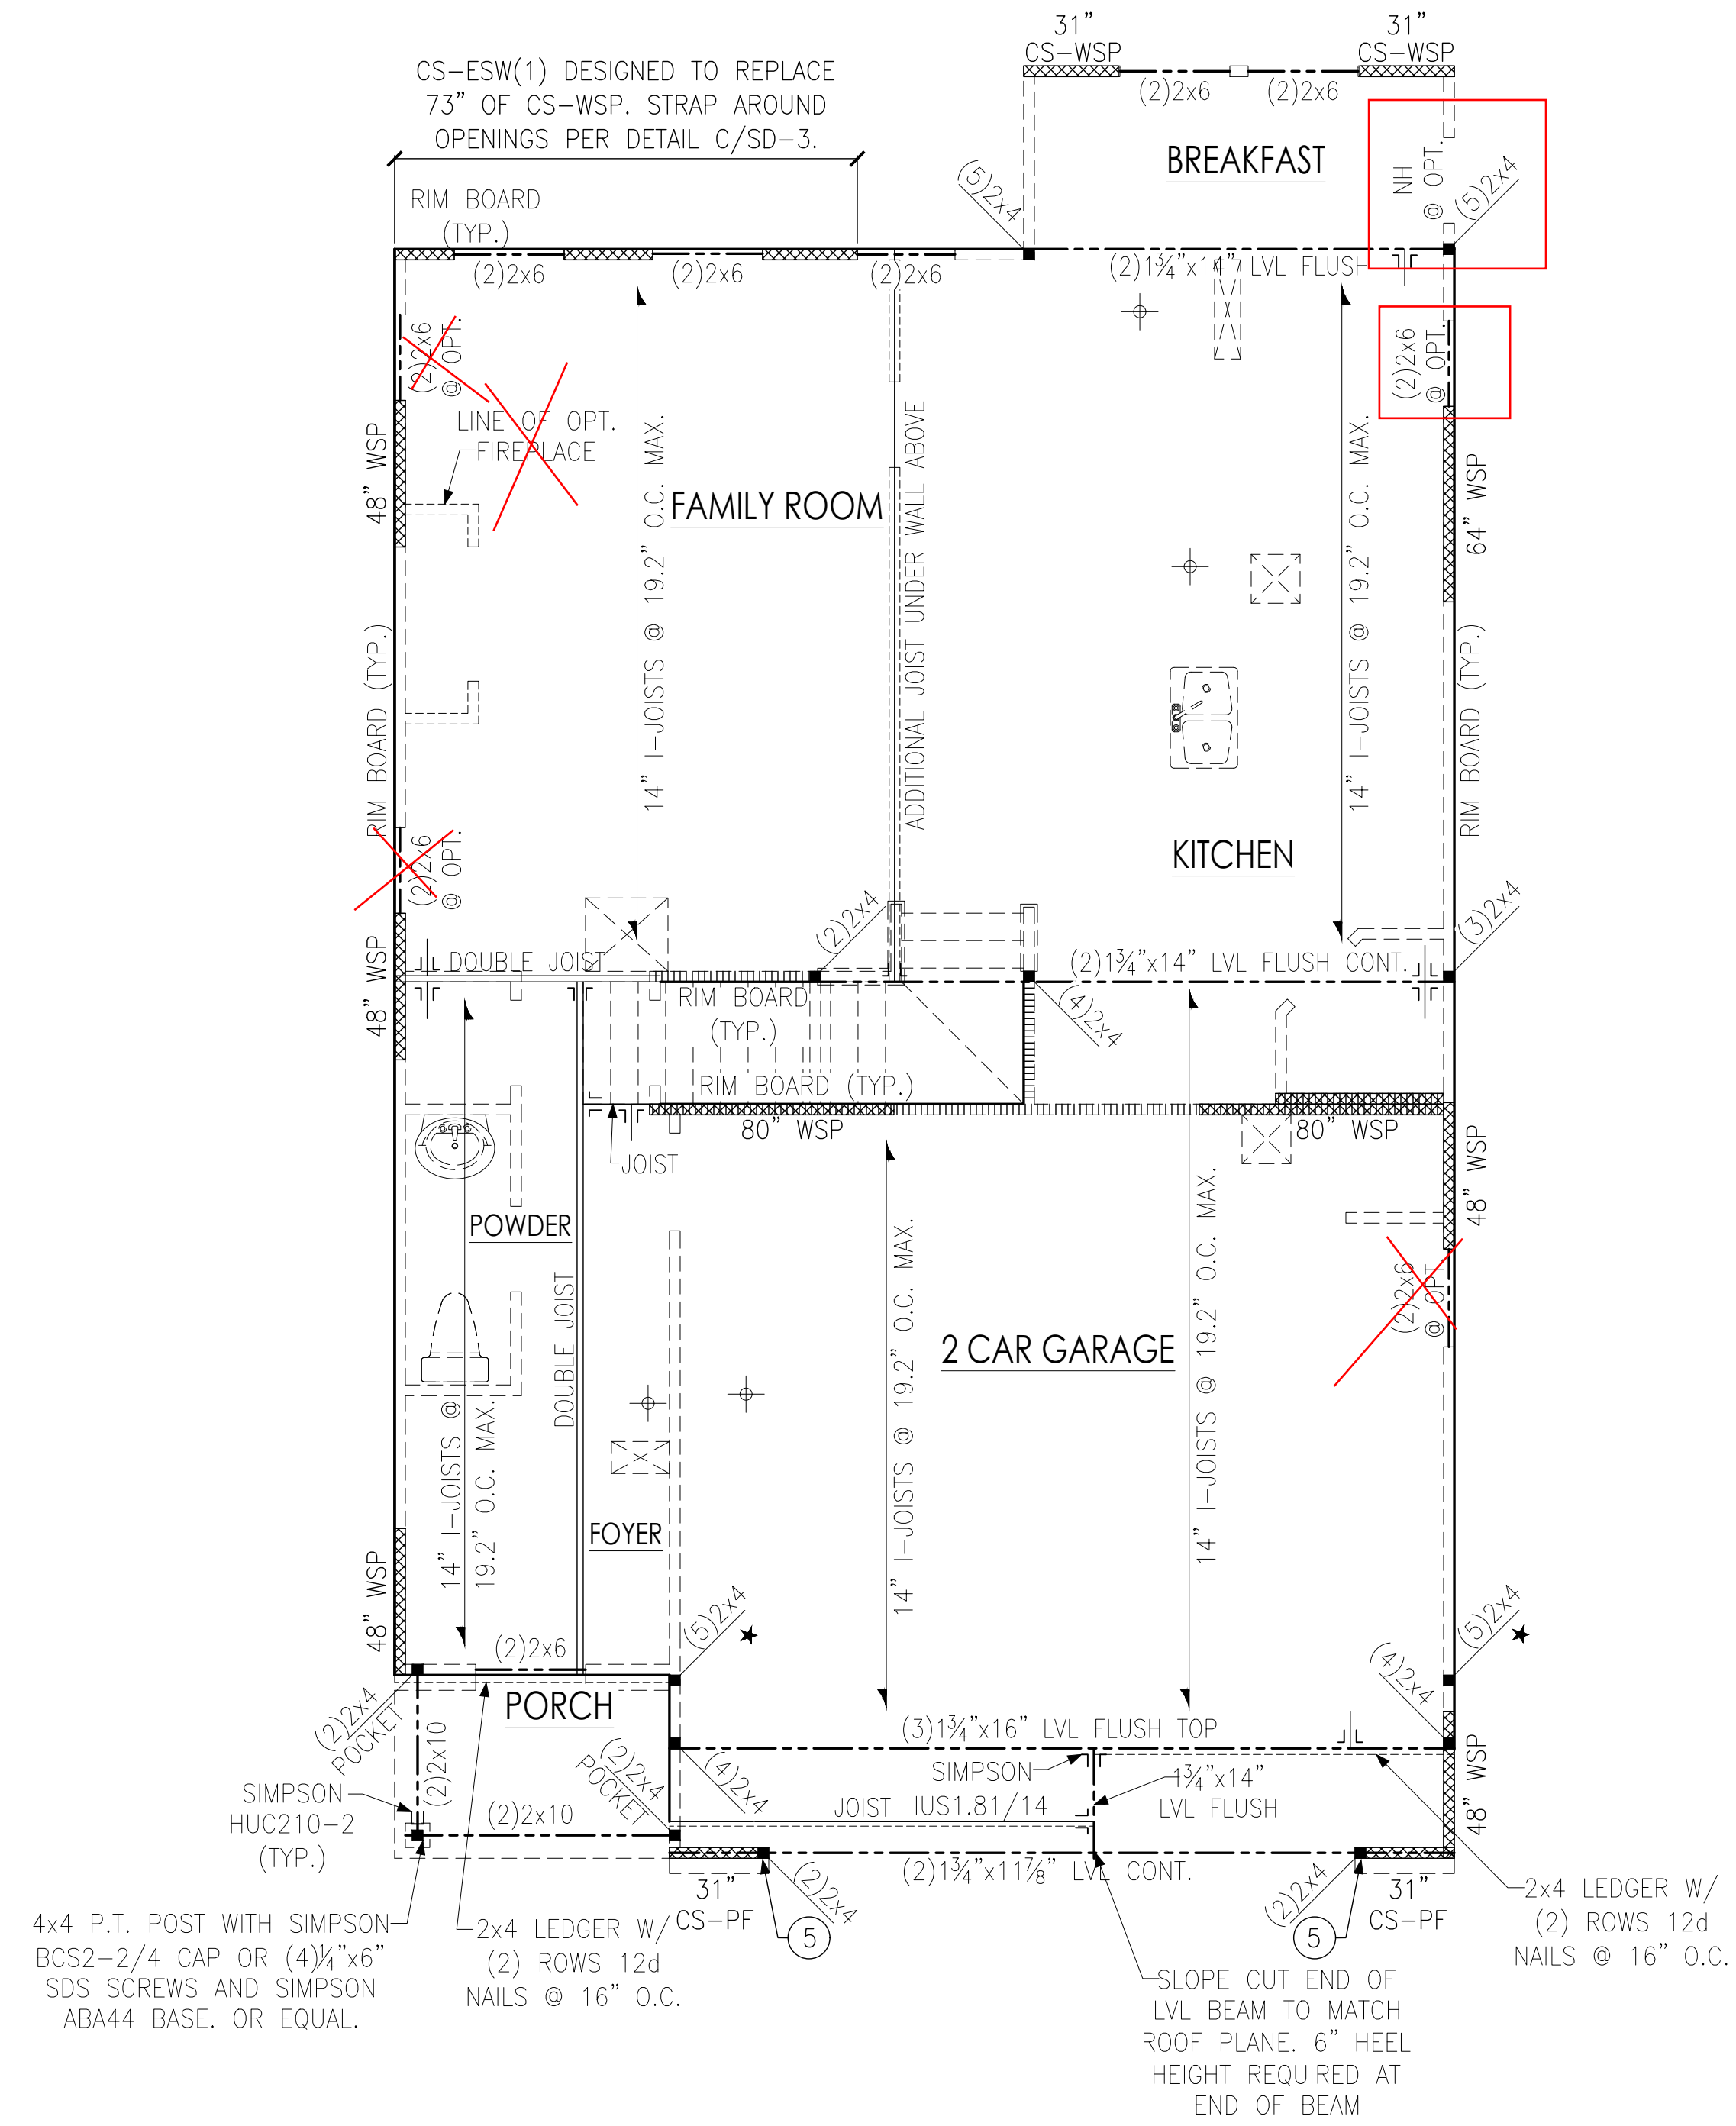 31”
CS-WSP
31”
CS-WSP
CS-ESW(1) DESIGNED TO REPLACE
73” OF CS-WSP. STRAP AROUND
OPENINGS PER DETAIL C/SD-3.
(2)2x6
(2)2x6
BREAKFAST
NH
@ OPT.
(5)2x4
(5)2x4
RIM BOARD
(TYP.)
(2)2x6
(2)2x6
(2)2x6
(2)1¾”x14” LVL FLUSH
(2)2x6
@ OPT.
(2)2x6
@ OPT.
LINE OF OPT.
FIREPLACE
48” WSP
14” I-JOISTS @ 19.2” O.C. MAX.
FAMILY ROOM
ADDITIONAL JOIST UNDER WALL ABOVE
14” I-JOISTS @ 19.2” O.C. MAX.
64” WSP
RIM BOARD (TYP.)
RIM BOARD (TYP.)
KITCHEN
(2)2x6
@ OPT.
(2)2x4
(3)2x4
48” WSP
DOUBLE JOIST
(2)1¾”x14” LVL FLUSH CONT.
RIM BOARD
(TYP.)
(4)2x4
RIM BOARD (TYP.)
80” WSP
80” WSP
JOIST
48” WSP
POWDER
DOUBLE JOIST
14” I-JOISTS @
19.2” O.C. MAX.
14” I-JOISTS @ 19.2” O.C. MAX.
14” I-JOISTS @ 19.2” O.C. MAX.
(2)2x6
@ OPT.
2 CAR GARAGE
FOYER
48” WSP
(2)2x6
(5)2x4
(5)2x4
(4)2x4
PORCH
(3)1¾”x16” LVL FLUSH TOP
(2)2x4
POCKET
(2)2x10
(2)2x4
POCKET
(4)2x4
SIMPSON
1¾”x14”
LVL FLUSH
48” WSP
SIMPSON
HUC210-2
(TYP.)
(2)2x10
JOIST IUS1.81/14
(2)1¾”x11⅞” LVL CONT.
31”
CS-PF
(2)2x4
5
(2)2x4
5
31”
CS-PF
4x4 P.T. POST WITH SIMPSON
BCS2-2/4 CAP OR (4)¼”x6”
SDS SCREWS AND SIMPSON
ABA44 BASE. OR EQUAL.
2x4 LEDGER W/
(2) ROWS 12d
NAILS @ 16” O.C.
2x4 LEDGER W/
(2) ROWS 12d
NAILS @ 16” O.C.
SLOPE CUT END OF
LVL BEAM TO MATCH
ROOF PLANE. 6” HEEL
HEIGHT REQUIRED AT
END OF BEAM